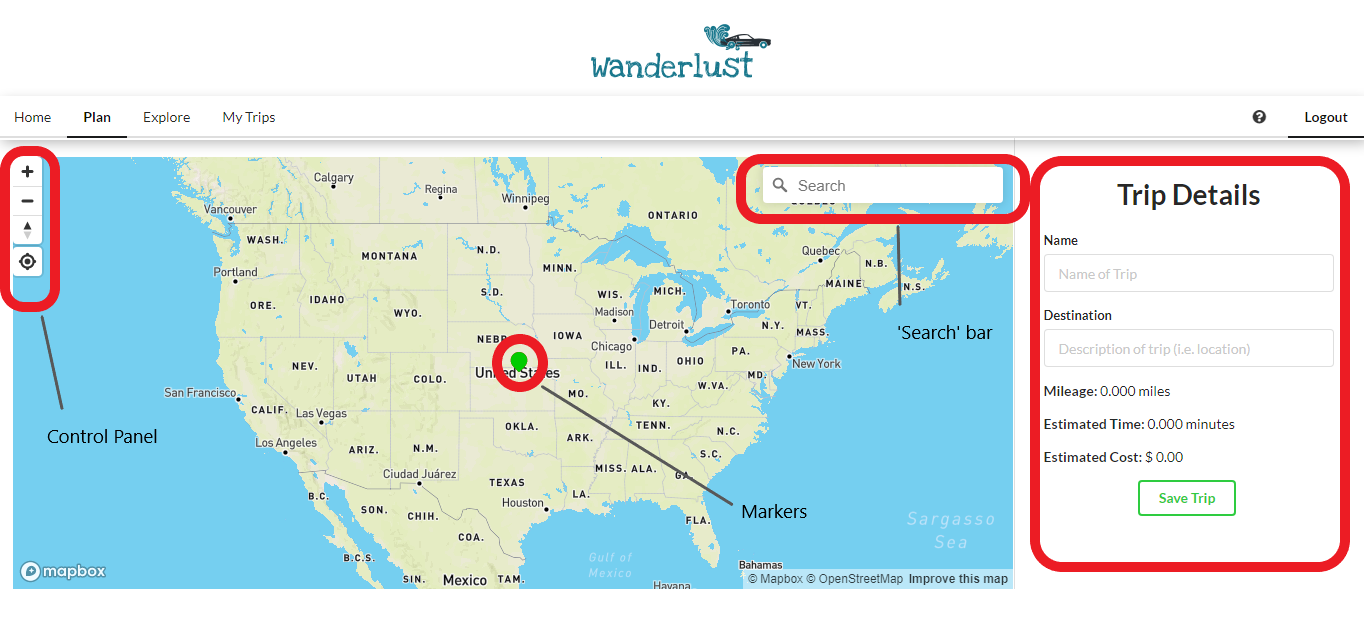 wanderlust
Home Plan Explore My Trips Logout
Search
Calgary
Regina
Winnipeg
Vancouver
ONTARIO
WASH.
MONTANA
N.D.
MINN.
Quebec
N.B.
Portland
MAINE
N.S.
ORE.
IDAHO
WYO.
S.D.
WIS.
MICH.
Toronto
VT.
Madison
Detroit
N.Y.
MASS.
'Search' bar
IOWA
Chicago
PA.
New York
NEV.
UTAH
COLO.
United States
ILL.
IND.
OHIO
MD.
W.VA.
San Francisco
MO.
KY.
CALIF.
Las Vegas
OKLA.
TENN.
N.C.
Control Panel
Los Angeles
ARIZ.
N.M.
ARK.
S.C.
Ciudad Juárez
MISS.
ALA.
GA.
TEXAS
B.C.
LA.
Houston
Markers
SON.
CHIH.
FLA.
Sargasso
Sea
COA.
B.C.S.
Gulf of
Mexico
Bahamas
mapbox
SIN.
Mexico
TAM.
Havana
© Mapbox © OpenStreetMap Improve this map
Trip Details
Name
Name of Trip
Destination
Description of trip (i.e. location)
Mileage: 0.000 miles
Estimated Time: 0.000 minutes
Estimated Cost: $ 0.00
Save Trip